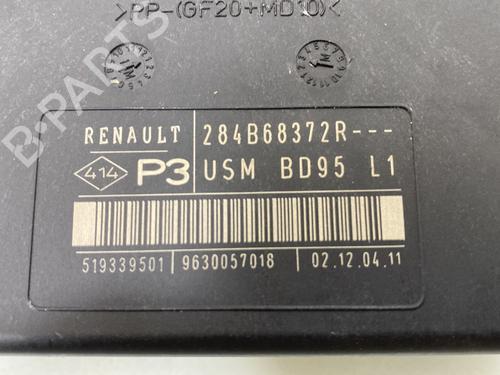 >PP-(GF20+MD10)<
RENAULT 284B68372R---
414 P3 USM BD95 L1
519339501 9630057018 02.12.04.11
B-PARTS